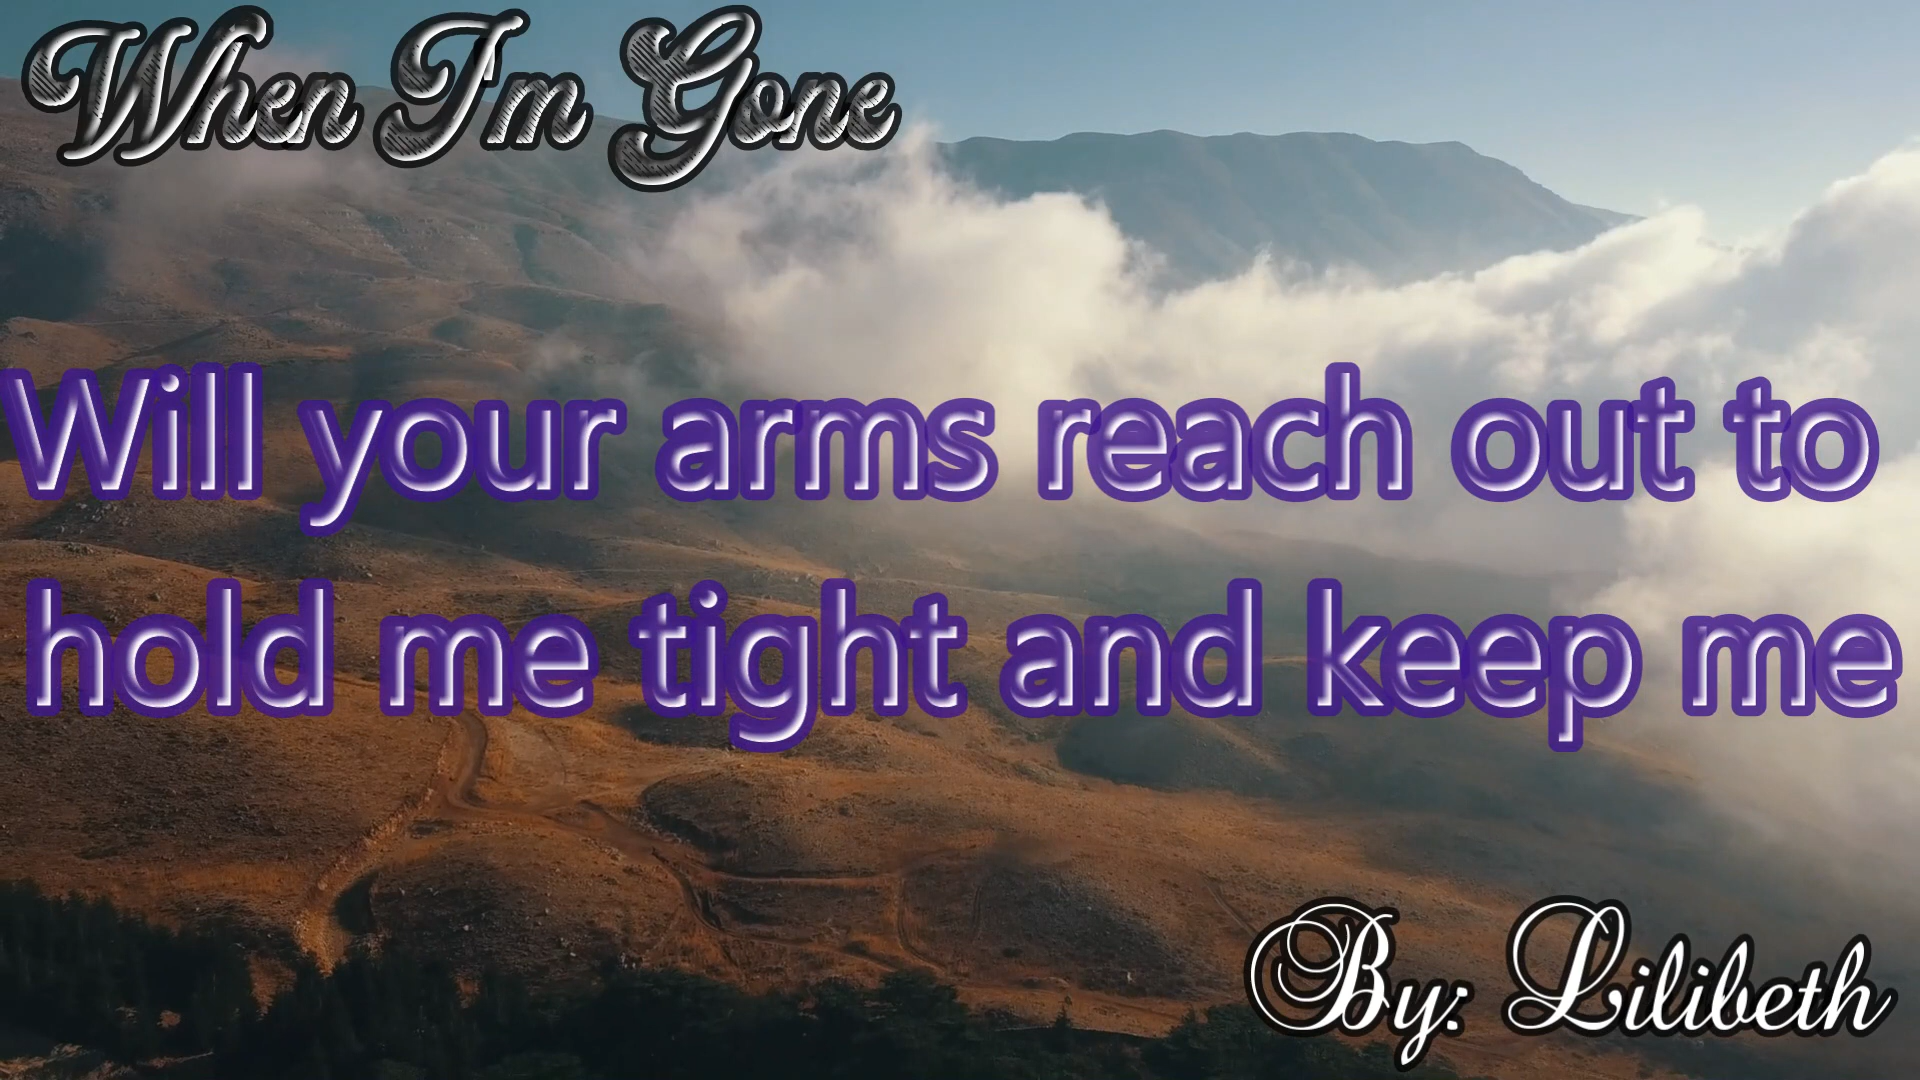 When I'm Gone
Will your arms reach out to
hold me tight and keep me
By: Lilibeth